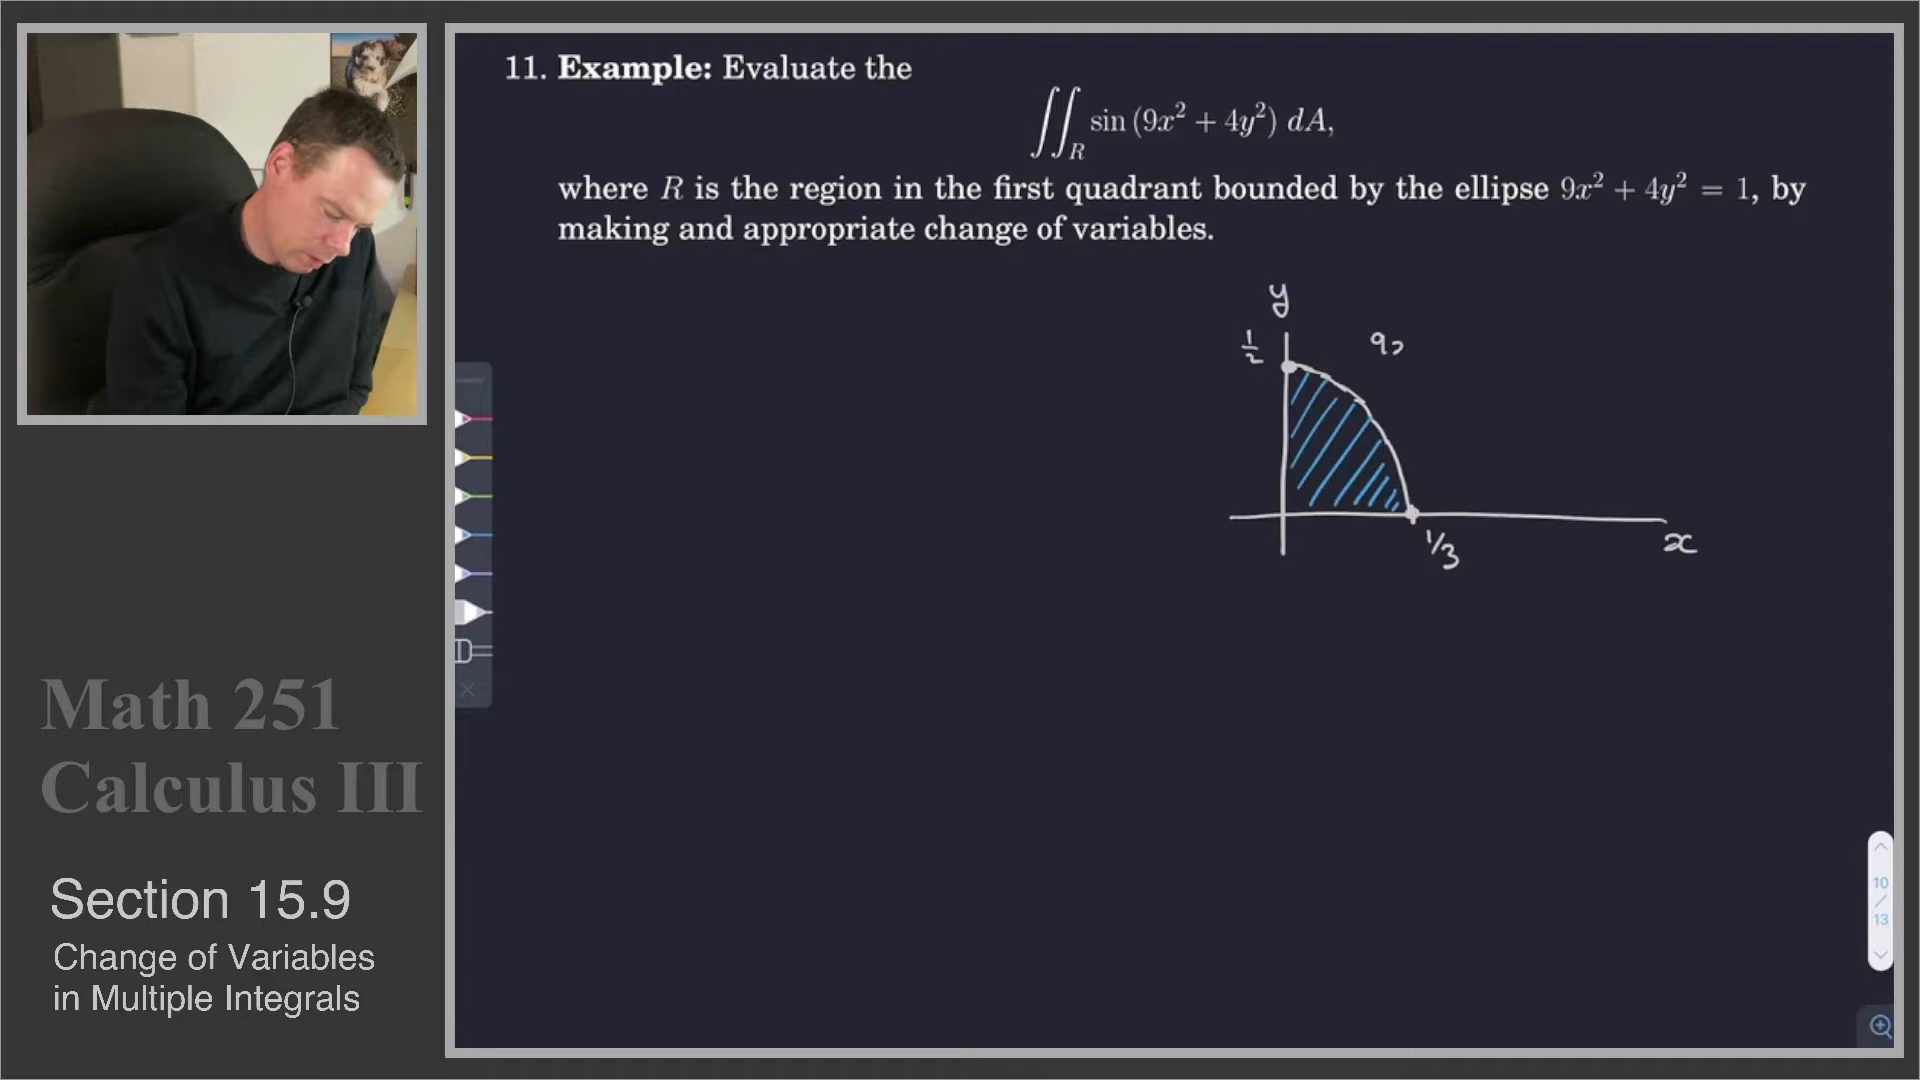 11. Example: Evaluate the
∬_R sin (9x² + 4y²) dA,
where R is the region in the first quadrant bounded by the ellipse 9x² + 4y² = 1, by
making and appropriate change of variables.
y
1/2
9
1/3
x
Math 251
Calculus III
Section 15.9
Change of Variables
in Multiple Integrals
10
/
13